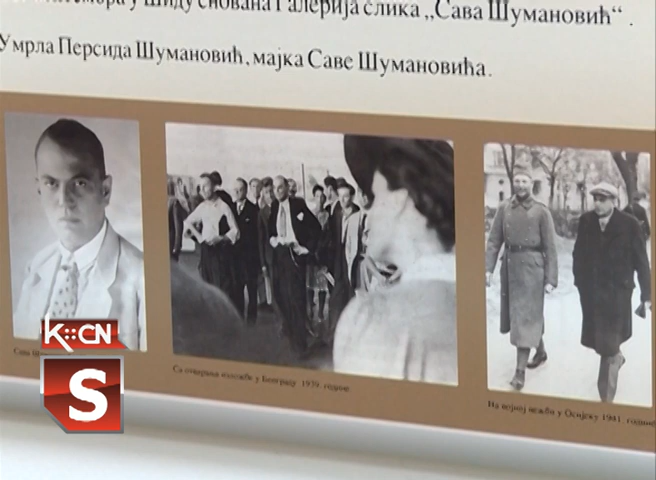 у Шиду основана Галерија слика „Сава Шумановић“ .
Умрла Персида Шумановић, мајка Саве Шумановића.
Са отварања изложбе у Београду 1939. године
На војној вежби у Осијеку 1941. године
K::CN
S